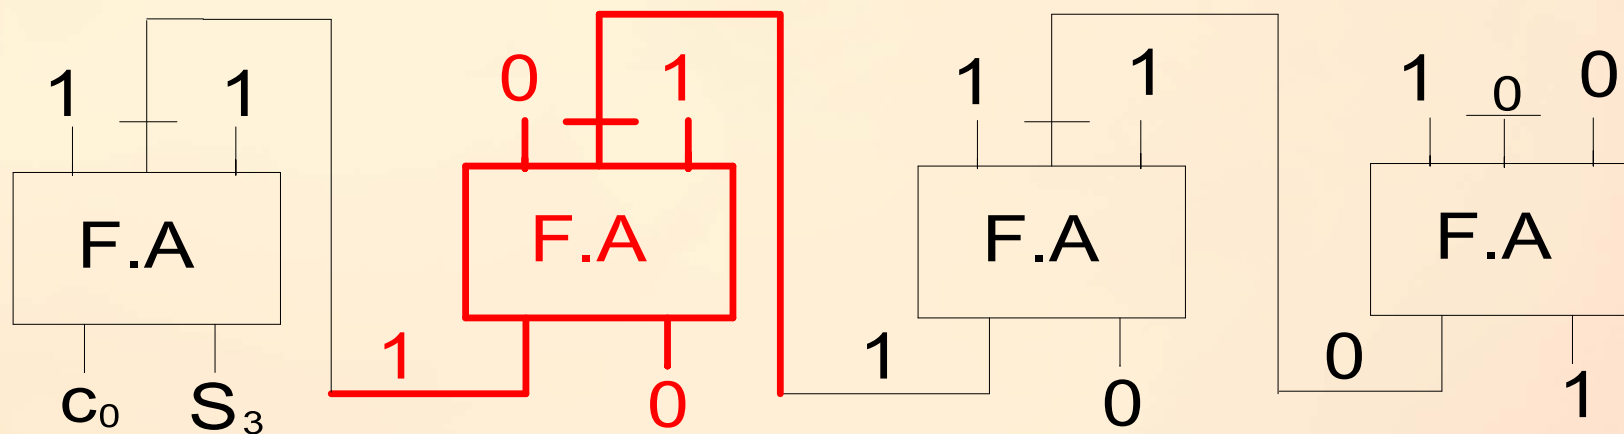 1 1 0 1 1 1 1 0 0
F.A F.A F.A F.A
1 1 0
c₀ S₃ 0 0 1